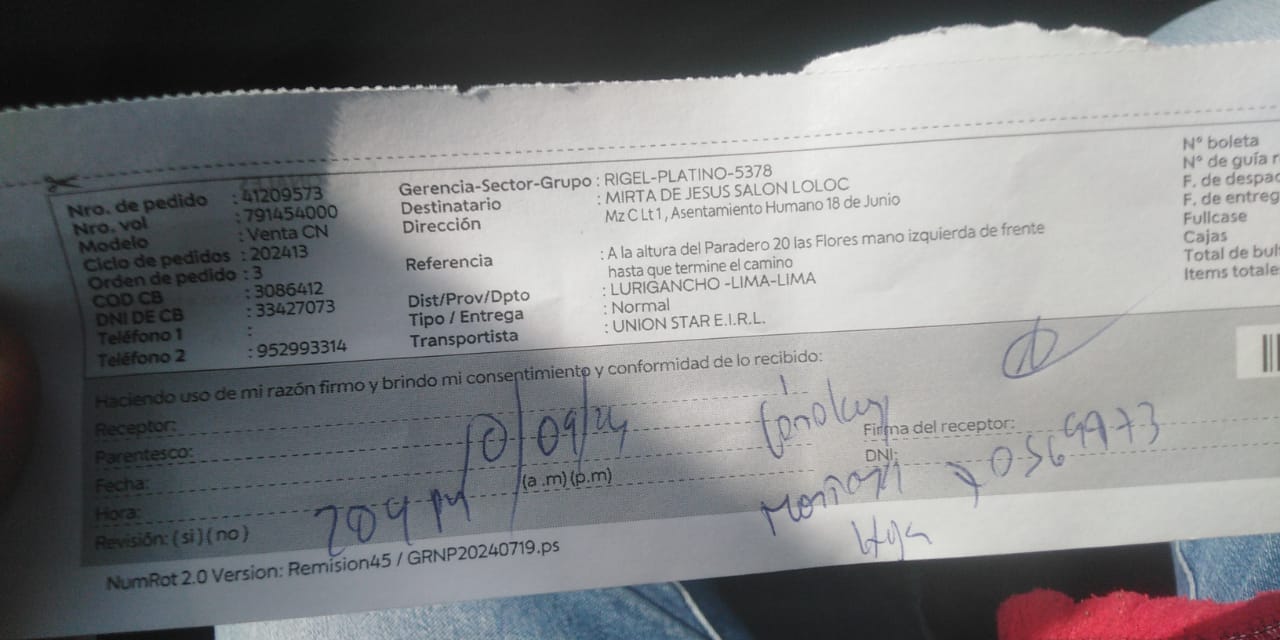 Nro. de pedido : 41209573
Nro. vol : 791454000
Modelo : Venta CN
Ciclo de pedidos : 202413
Orden de pedido : 3
COD CB : 3086412
DNI DE CB : 33427073
Teléfono 1 :
Teléfono 2 : 952993314
Gerencia-Sector-Grupo : RIGEL-PLATINO-5378
Destinatario : MIRTA DE JESUS SALON LOLOC
Dirección Mz C Lt 1 , Asentamiento Humano 18 de Junio
Referencia : A la altura del Paradero 20 las Flores mano izquierda de frente
hasta que termine el camino
Dist/Prov/Dpto : LURIGANCHO -LIMA-LIMA
Tipo / Entrega : Normal
Transportista : UNION STAR E.I.R.L.
Nº boleta
Nº de guía
F. de despac
F. de entreg
Fullcase
Cajas
Total de bul
Items totale
Haciendo uso de mi razón firmo y brindo mi consentimiento y conformidad de lo recibido:
Receptor:
Parentesco:
Fecha: 10/09/24
Hora: (a .m) (p.m)
Revisión: ( si ) ( no )
Firma del receptor:
DNI:
NumRot 2.0 Version: Remision45 / GRNP20240719.ps